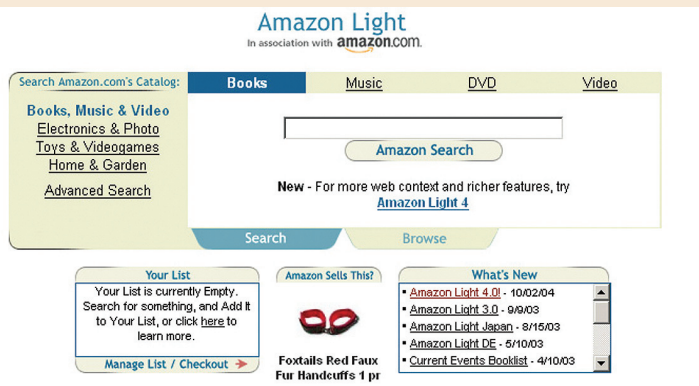 Amazon Light
In association with amazon.com.
Search Amazon.com's Catalog:
Books, Music & Video
Electronics & Photo
Toys & Videogames
Home & Garden
Advanced Search
Books Music DVD Video
Amazon Search
New - For more web context and richer features, try
Amazon Light 4
Search Browse
Your List
Your List is currently Empty.
Search for something, and Add It
to Your List, or click here to
learn more.
Manage List / Checkout
Amazon Sells This?
Foxtails Red Faux
Fur Handcuffs 1 pr
What's New
Amazon Light 4.0! - 10/02/04
Amazon Light 3.0 - 9/9/03
Amazon Light Japan - 8/15/03
Amazon Light DE - 5/10/03
Current Events Booklist - 4/10/03